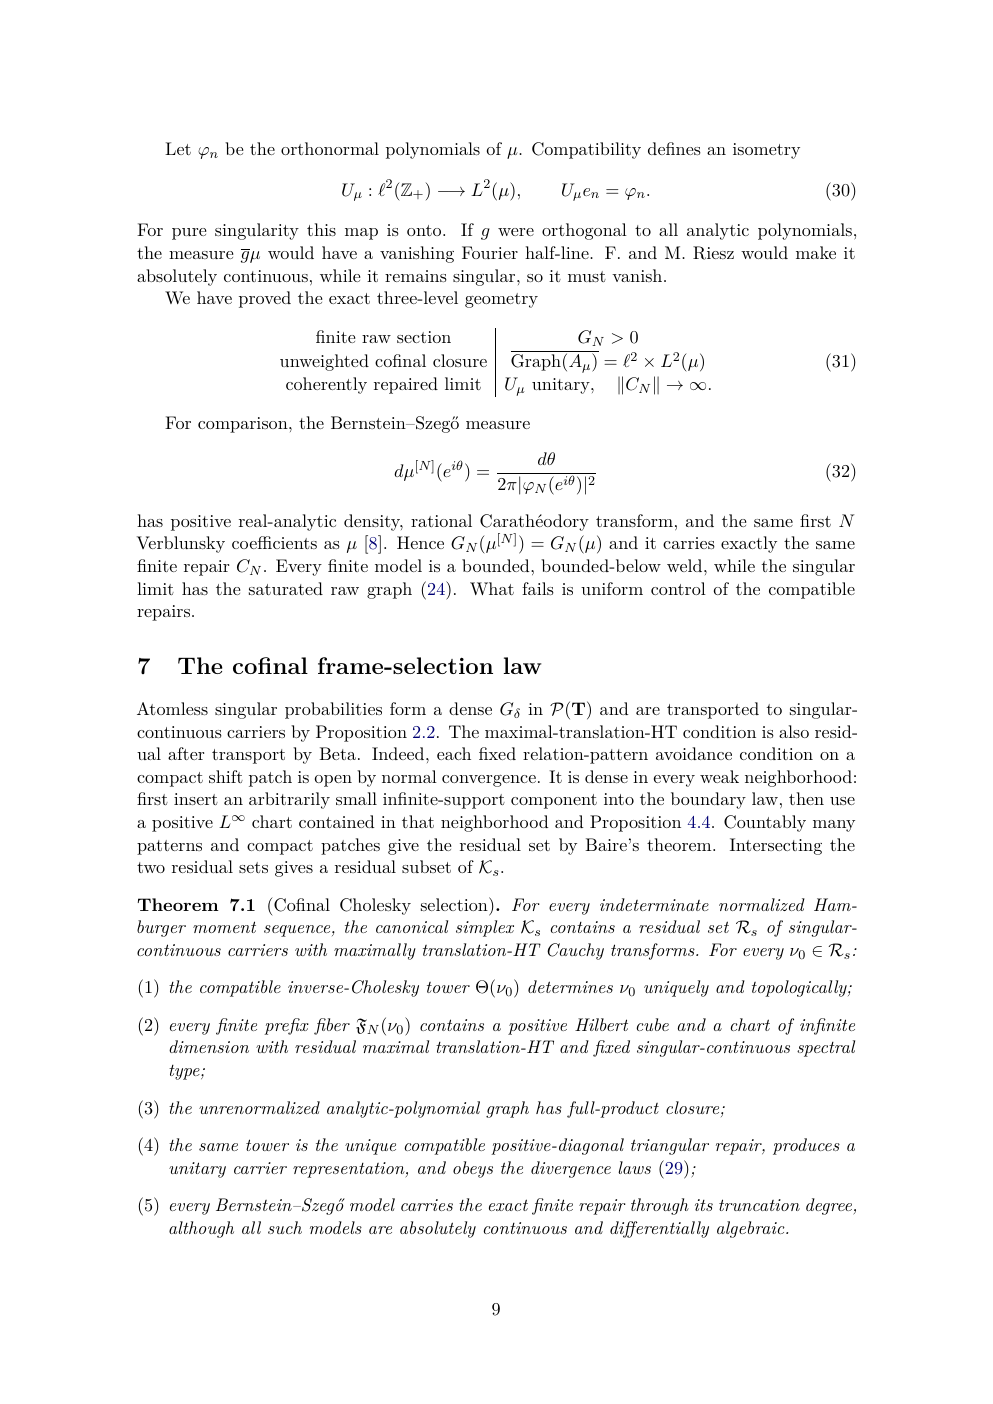 Let φₙ be the orthonormal polynomials of μ. Compatibility defines an isometry
U_μ : ℓ²(ℤ₊) ⟶ L²(μ),  U_μeₙ = φₙ. (30)
For pure singularity this map is onto. If g were orthogonal to all analytic polynomials,
the measure g̅μ would have a vanishing Fourier half-line. F. and M. Riesz would make it
absolutely continuous, while it remains singular, so it must vanish.
We have proved the exact three-level geometry
finite raw section | G_N > 0
unweighted cofinal closure | \overline{Graph(A_μ)} = ℓ² × L²(μ) (31)
coherently repaired limit | U_μ unitary, ‖C_N‖ → ∞.
For comparison, the Bernstein–Szegő measure
dμ^{[N]}(e^{iθ}) = \frac{dθ}{2π|φ_N(e^{iθ})|²} (32)
has positive real-analytic density, rational Carathéodory transform, and the same first N
Verblunsky coefficients as μ [8]. Hence G_N(μ^{[N]}) = G_N(μ) and it carries exactly the same
finite repair C_N. Every finite model is a bounded, bounded-below weld, while the singular
limit has the saturated raw graph (24). What fails is uniform control of the compatible
repairs.
7 The cofinal frame-selection law
Atomless singular probabilities form a dense G_δ in 𝒫(𝐓) and are transported to singular-
continuous carriers by Proposition 2.2. The maximal-translation-HT condition is also resid-
ual after transport by Beta. Indeed, each fixed relation-pattern avoidance condition on a
compact shift patch is open by normal convergence. It is dense in every weak neighborhood:
first insert an arbitrarily small infinite-support component into the boundary law, then use
a positive L^∞ chart contained in that neighborhood and Proposition 4.4. Countably many
patterns and compact patches give the residual set by Baire's theorem. Intersecting the
two residual sets gives a residual subset of 𝒦ₛ.
Theorem 7.1 (Cofinal Cholesky selection). For every indeterminate normalized Ham-
burger moment sequence, the canonical simplex 𝒦ₛ contains a residual set ℛₛ of singular-
continuous carriers with maximally translation-HT Cauchy transforms. For every ν₀ ∈ ℛₛ:
(1) the compatible inverse-Cholesky tower Θ(ν₀) determines ν₀ uniquely and topologically;
(2) every finite prefix fiber 𝔉_N(ν₀) contains a positive Hilbert cube and a chart of infinite
dimension with residual maximal translation-HT and fixed singular-continuous spectral
type;
(3) the unrenormalized analytic-polynomial graph has full-product closure;
(4) the same tower is the unique compatible positive-diagonal triangular repair, produces a
unitary carrier representation, and obeys the divergence laws (29);
(5) every Bernstein–Szegő model carries the exact finite repair through its truncation degree,
although all such models are absolutely continuous and differentially algebraic.
9